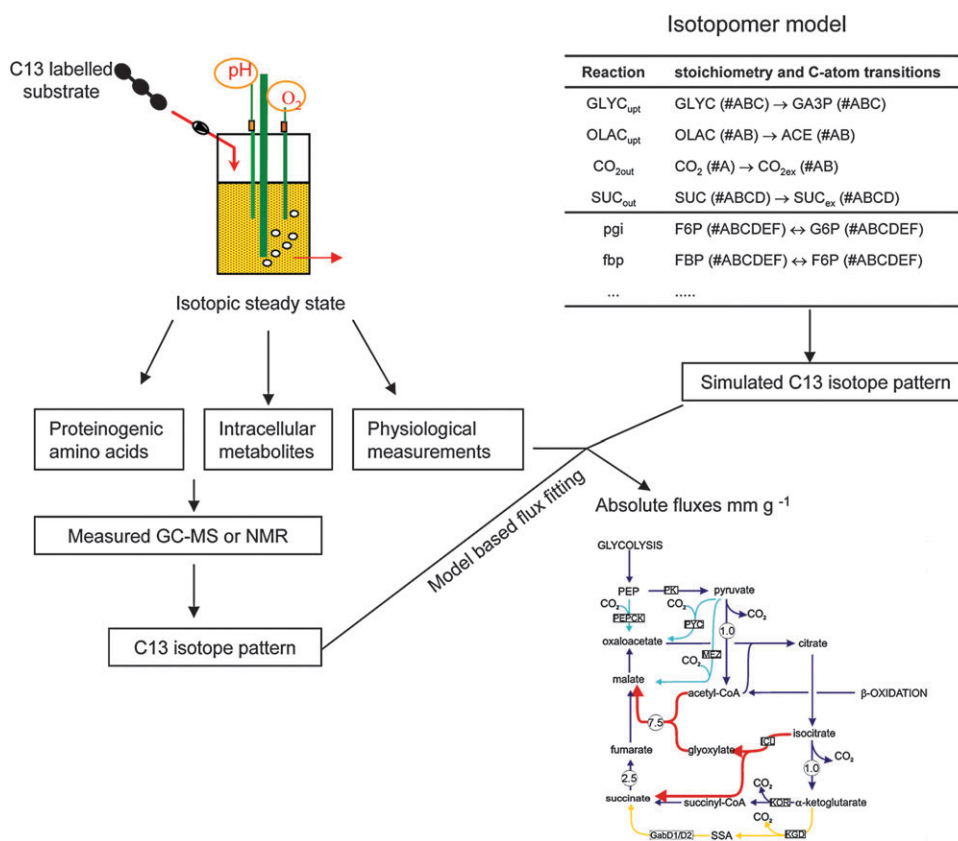 Isotopomer model
C13 labelled
substrate
pH
O₂
Reaction stoichiometry and C-atom transitions
GLYCupt GLYC (#ABC) → GA3P (#ABC)
OLACupt OLAC (#AB) → ACE (#AB)
CO2out CO₂ (#A) → CO2ex (#AB)
SUCout SUC (#ABCD) → SUCex (#ABCD)
pgi F6P (#ABCDEF) ↔ G6P (#ABCDEF)
fbp FBP (#ABCDEF) ↔ F6P (#ABCDEF)
... .....
Isotopic steady state
Simulated C13 isotope pattern
Proteinogenic
amino acids
Intracellular
metabolites
Physiological
measurements
Measured GC-MS or NMR
C13 isotope pattern
Model based flux fitting
Absolute fluxes mm g⁻¹
GLYCOLYSIS
PEP PK pyruvate
CO₂ CO₂ CO₂
PEPCK PYC 1.0
oxaloacetate citrate
CO₂ MEZ
malate
acetyl-CoA β-OXIDATION
7.5
fumarate glyoxylate ICL isocitrate
2.5 1.0 CO₂
CO₂
succinate succinyl-CoA KOR α-ketoglutarate
CO₂
GabD1/D2 SSA KGD